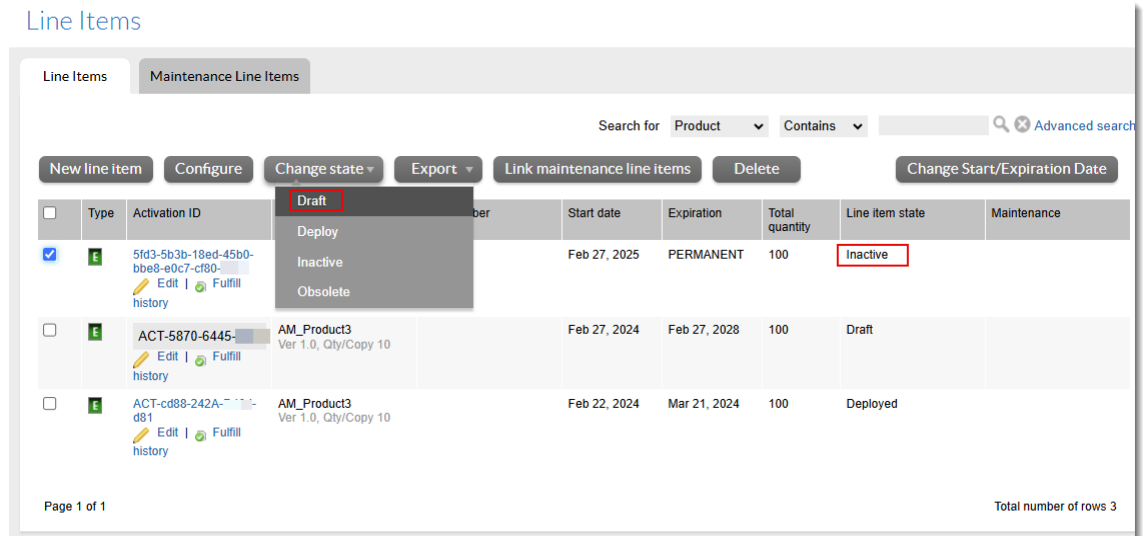 Line Items
Line Items
Maintenance Line Items
Search for Product Contains Advanced search
New line item Configure Change state Export Link maintenance line items Delete Change Start/Expiration Date
Draft
Deploy
Inactive
Obsolete
Type Activation ID Start date Expiration Total quantity Line item state Maintenance
5fd3-5b3b-18ed-45b0-
bbe8-e0c7-cf80-
Edit | Fulfill
history
Feb 27, 2025 PERMANENT 100 Inactive
E
ACT-5870-6445-
Edit | Fulfill
history
AM_Product3
Ver 1.0, Qty/Copy 10
Feb 27, 2024 Feb 27, 2028 100 Draft
E
ACT-cd88-242A-
d81
Edit | Fulfill
history
AM_Product3
Ver 1.0, Qty/Copy 10
Feb 22, 2024 Mar 21, 2024 100 Deployed
E
Page 1 of 1
Total number of rows 3